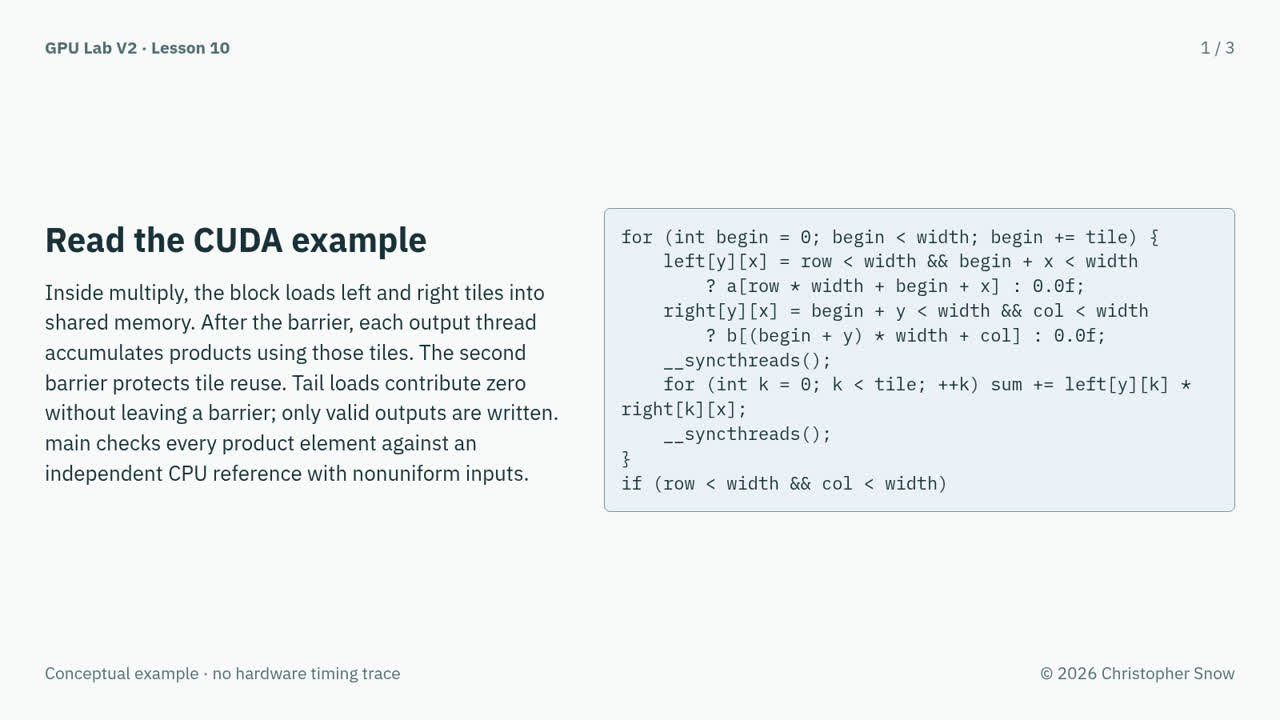 GPU Lab V2 · Lesson 10
1 / 3
Read the CUDA example
Inside multiply, the block loads left and right tiles into
shared memory. After the barrier, each output thread
accumulates products using those tiles. The second
barrier protects tile reuse. Tail loads contribute zero
without leaving a barrier; only valid outputs are written.
main checks every product element against an
independent CPU reference with nonuniform inputs.
for (int begin = 0; begin < width; begin += tile) {
    left[y][x] = row < width && begin + x < width
        ? a[row * width + begin + x] : 0.0f;
    right[y][x] = begin + y < width && col < width
        ? b[(begin + y) * width + col] : 0.0f;
    __syncthreads();
    for (int k = 0; k < tile; ++k) sum += left[y][k] *
right[k][x];
    __syncthreads();
}
if (row < width && col < width)
Conceptual example · no hardware timing trace
© 2026 Christopher Snow